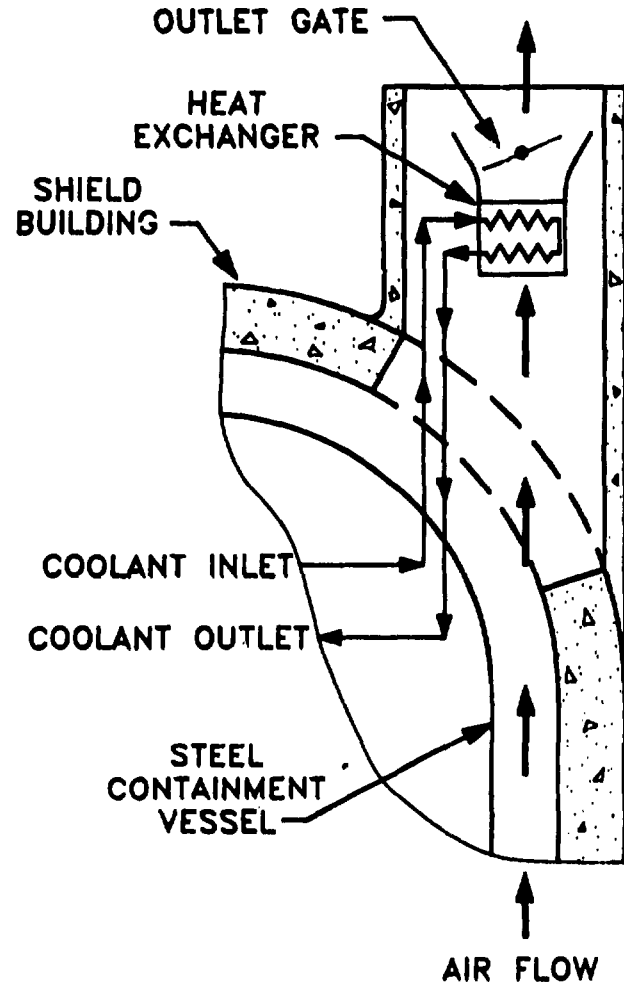 OUTLET GATE
HEAT
EXCHANGER
SHIELD
BUILDING
COOLANT INLET
COOLANT OUTLET
STEEL
CONTAINMENT
VESSEL
AIR FLOW